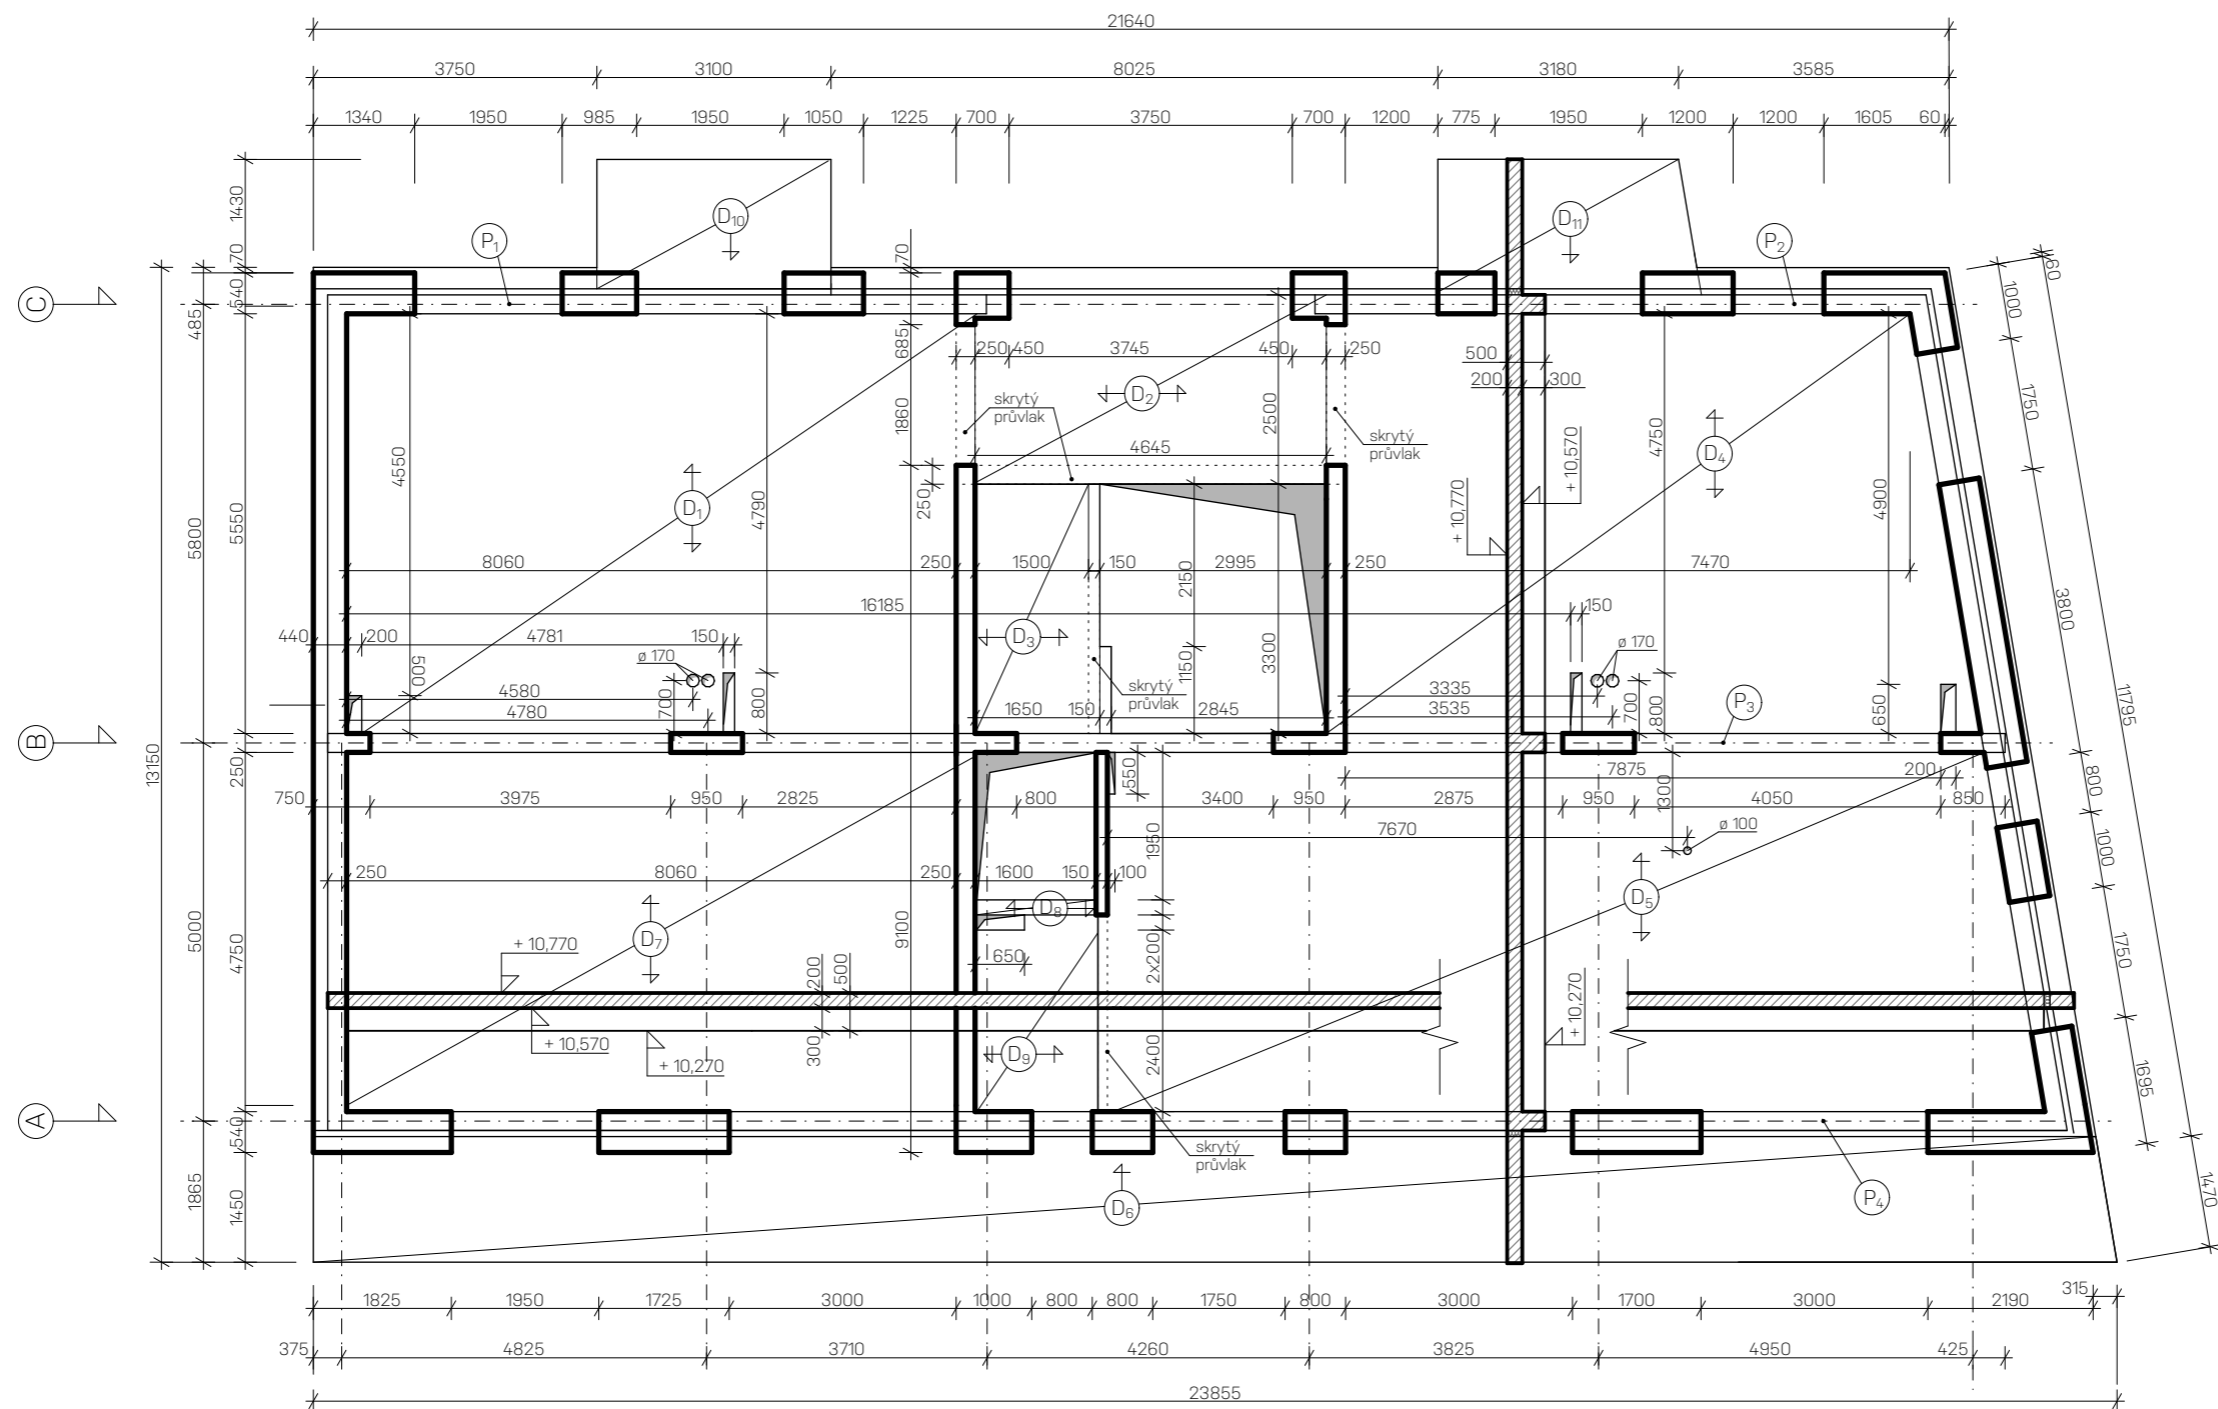 21640
3750 3100 8025 3180 3585
1340 1950 985 1950 1050 1225 700 3750 700 1200 775 1950 1200 1200 1605 60
1430
70
540
5550
250
4750
540
1450
485
5800
5000
1865
13150
C
B
A
P₁
D₁₀
D₁₁
P₂
70
685
1860
250
9100
250 450 3745 450 250
skrytý
průvlak
D₂
2500
skrytý
průvlak
4645
500
200 300
+ 10,570
+ 10,770
4750
D₄
4900
60
1000
1750
3800
800
1000
1750
1695
11795
1470
4550
D₁
4790
8060 250 1500 150 2995 250 7470
2150
16185 150
440 200 4781 150
ø 170
500
4580
4780
700
800
D₃
1150
3300
skrytý
průvlak
1650 150 2845
3335
3535
ø 170
700
800
P₃
650
750 3975 950 2825 800 3400 950 2875 950 4050 850
550
7875 200
1300
7670
ø 100
1950
250 8060 250 1600 150 100
D₈
D₅
D₇
650
2x200
+ 10,770
200
500
300
+ 10,570
+ 10,270
D₉
2400
+ 10,270
skrytý
průvlak
D₆
P₄
315
1825 1950 1725 3000 1000 800 800 1750 800 3000 1700 3000 2190
375 4825 3710 4260 3825 4950 425
23855